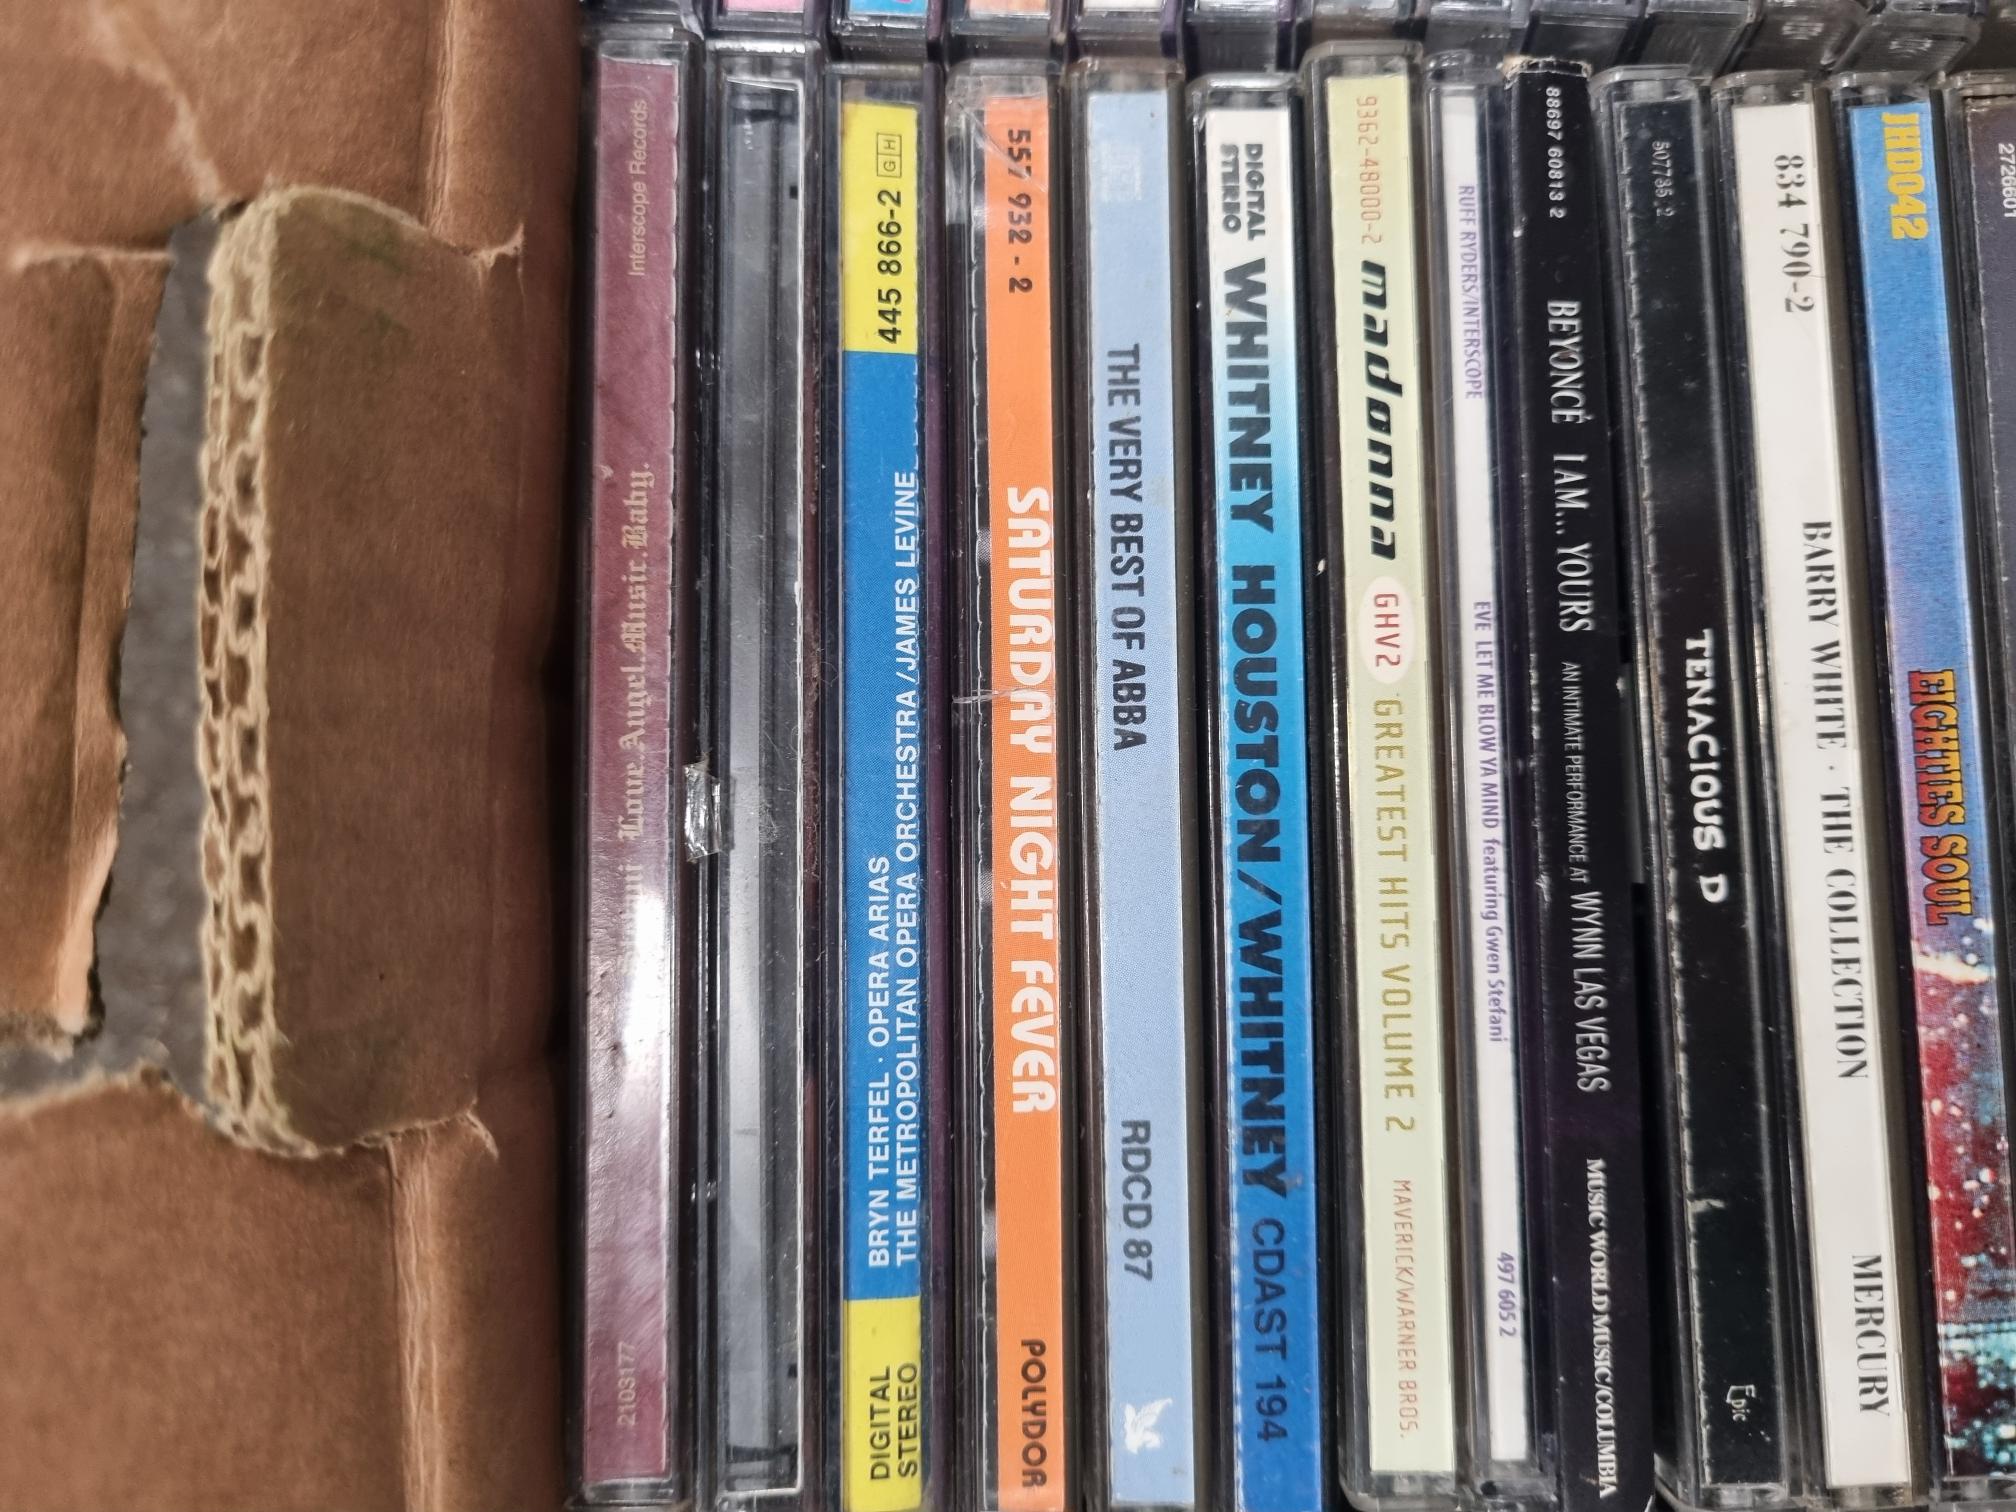 Interscope Records
Love.Angel.Music.Baby.
2103177
445 866-2
GH
BRYN TERFEL · OPERA ARIAS
THE METROPOLITAN OPERA ORCHESTRA/JAMES LEVINE
DIGITAL
STEREO
557 932 - 2
SATURDAY NIGHT FEVER
POLYDOR
THE VERY BEST OF ABBA
RDCD 87
DIGITAL
STEREO
WHITNEY HOUSTON/WHITNEY CDAST 194
9362-48000-2 madonna GHV2 GREATEST HITS VOLUME 2 MAVERICK/WARNER BROS.
RUFF RYDERS/INTERSCOPE
EVE LET ME BLOW YA MIND featuring Gwen Stefani
497 605 2
88697 60813 2
BEYONCÉ I AM... YOURS AN INTIMATE PERFORMANCE AT WYNN LAS VEGAS
MUSIC WORLD MUSIC/COLUMBIA
507735 2
TENACIOUS D
Epic
834 790-2
BARRY WHITE · THE COLLECTION
MERCURY
JHD042
EIGHTIES SOUL